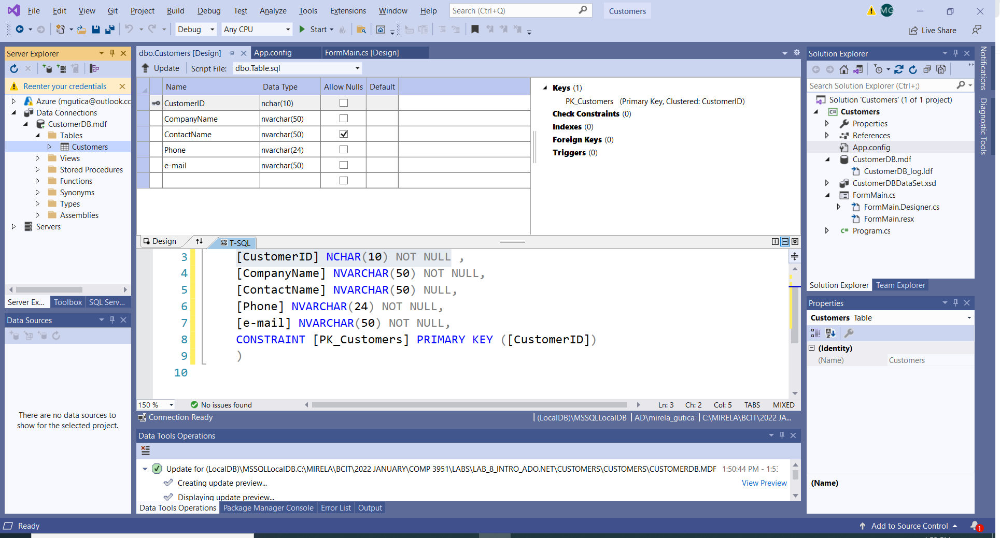 File Edit View Git Project Build Debug Test Analyze Tools Extensions Window Help Search (Ctrl+Q) Customers MG
Debug Any CPU Start Live Share
Server Explorer
Reenter your credentials
Azure (mgutica@outlook.cc
Data Connections
CustomerDB.mdf
Tables
Customers
Views
Stored Procedures
Functions
Synonyms
Types
Assemblies
Servers
Server Ex... Toolbox SQL Serv...
Data Sources
There are no data sources to
show for the selected project.
dbo.Customers [Design] App.config FormMain.cs [Design]
Update Script File: dbo.Table.sql
Name Data Type Allow Nulls Default
CustomerID nchar(10)
CompanyName nvarchar(50)
ContactName nvarchar(50)
Phone nvarchar(24)
e-mail nvarchar(50)
Keys (1)
PK_Customers (Primary Key, Clustered: CustomerID)
Check Constraints (0)
Indexes (0)
Foreign Keys (0)
Triggers (0)
Design T-SQL
3 [CustomerID] NCHAR(10) NOT NULL ,
4 [CompanyName] NVARCHAR(50) NOT NULL,
5 [ContactName] NVARCHAR(50) NULL,
6 [Phone] NVARCHAR(24) NOT NULL,
7 [e-mail] NVARCHAR(50) NOT NULL,
8 CONSTRAINT [PK_Customers] PRIMARY KEY ([CustomerID])
9 )
10
150 % No issues found Ln: 3 Ch: 2 Col: 5 TABS MIXED
Connection Ready (LocalDB)\MSSQLLocalDB AD\mirela_gutica C:\MIRELA\BCIT\2022 JA...
Data Tools Operations
Update for (LocalDB)\MSSQLLocalDB.C:\MIRELA\BCIT\2022 JANUARY\COMP 3951\LABS\LAB_8_INTRO_ADO.NET\CUSTOMERS\CUSTOMERS\CUSTOMERDB.MDF 1:50:44 PM - 1:5
Creating update preview... View Preview
Displaying update preview...
Data Tools Operations Package Manager Console Error List Output
Solution Explorer
Search Solution Explorer (Ctrl+;)
Solution 'Customers' (1 of 1 project)
C# Customers
Properties
References
App.config
CustomerDB.mdf
CustomerDB_log.ldf
CustomerDBDataSet.xsd
FormMain.cs
FormMain.Designer.cs
FormMain.resx
C# Program.cs
Solution Explorer Team Explorer
Properties
Customers Table
(Identity)
(Name) Customers
(Name)
Notifications
Diagnostic Tools
Ready Add to Source Control 1